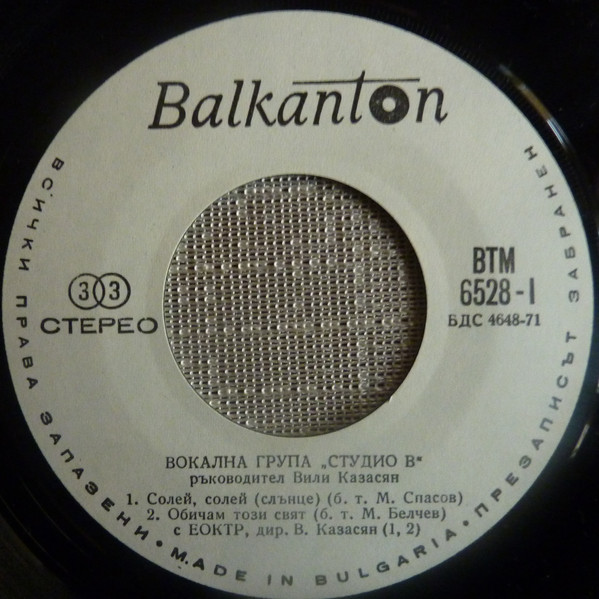 Balkanton
33
СТЕРЕО
ВТМ
6528-I
БДС 4648-71
ВОКАЛНА ГРУПА „СТУДИО В"
ръководител Вили Казасян
1. Солей, солей (слънце) (б. т. М. Спасов)
2. Обичам този свят (б. т. М. Белчев)
с ЕОКТР, дир. В. Казасян (1, 2)
ВСИЧКИ ПРАВА ЗАПАЗЕНИ • MADE IN BULGARIA • ПРЕЗАПИСЪТ ЗАБРАНЕН